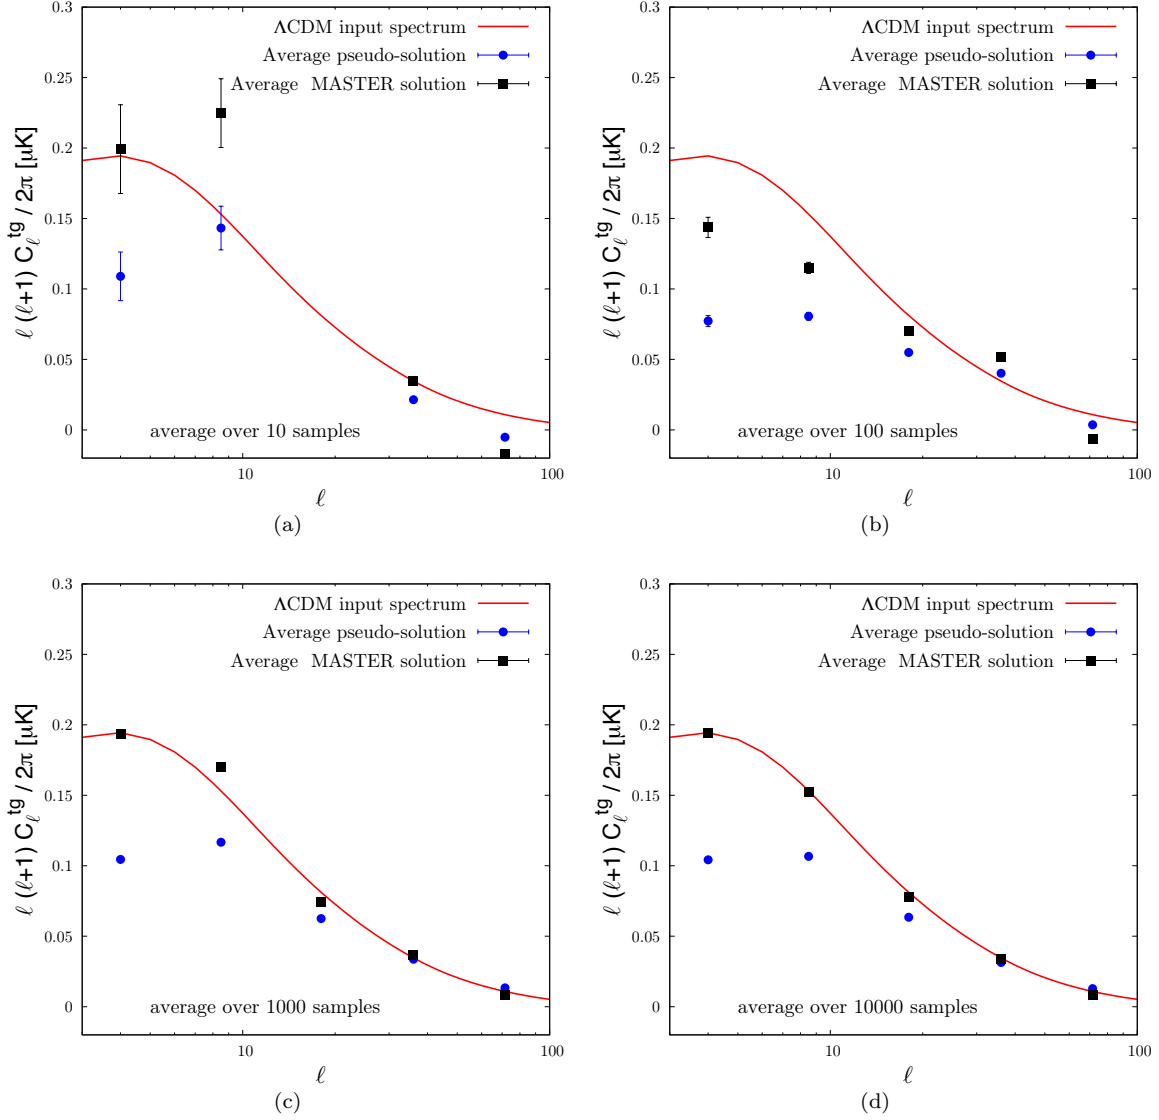 0.3
0.25
0.2
0.15
0.1
0.05
0
10
100
ℓ (ℓ+1) C_ℓ^tg / 2π [μK]
ℓ
ΛCDM input spectrum
Average pseudo-solution
Average MASTER solution
average over 10 samples
(a)
0.3
0.25
0.2
0.15
0.1
0.05
0
10
100
ℓ (ℓ+1) C_ℓ^tg / 2π [μK]
ℓ
ΛCDM input spectrum
Average pseudo-solution
Average MASTER solution
average over 100 samples
(b)
0.3
0.25
0.2
0.15
0.1
0.05
0
10
100
ℓ (ℓ+1) C_ℓ^tg / 2π [μK]
ℓ
ΛCDM input spectrum
Average pseudo-solution
Average MASTER solution
average over 1000 samples
(c)
0.3
0.25
0.2
0.15
0.1
0.05
0
10
100
ℓ (ℓ+1) C_ℓ^tg / 2π [μK]
ℓ
ΛCDM input spectrum
Average pseudo-solution
Average MASTER solution
average over 10000 samples
(d)